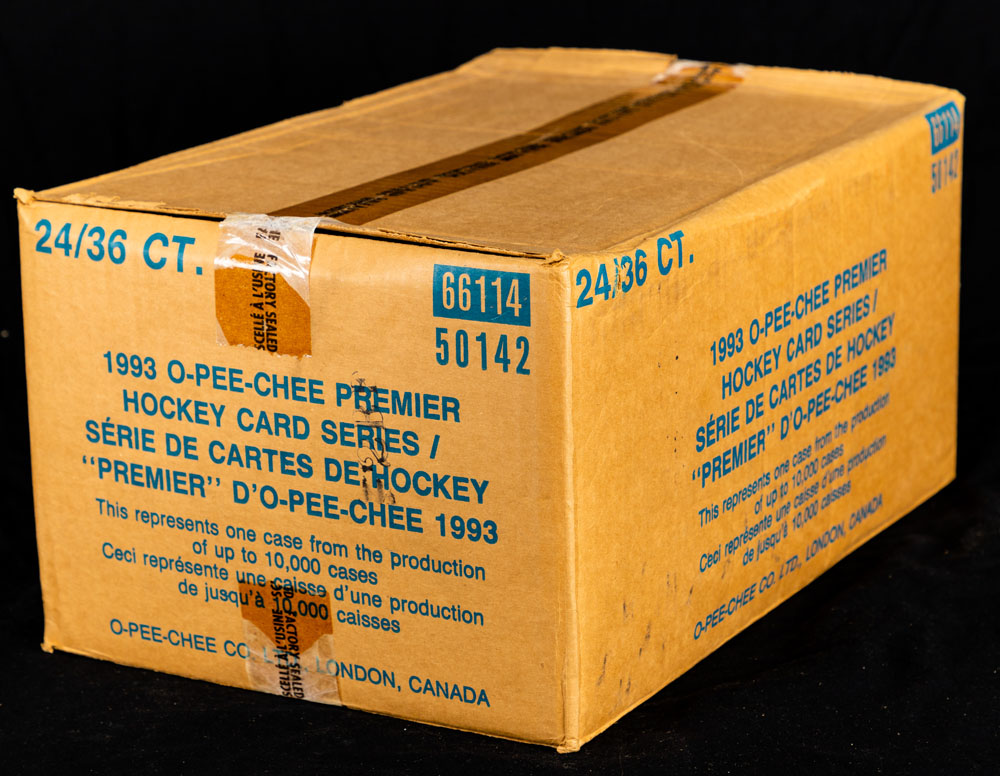 24/36 CT.
66114
50142
1993 O-PEE-CHEE PREMIER
HOCKEY CARD SERIES /
SÉRIE DE CARTES DE HOCKEY
"PREMIER" D'O-PEE-CHEE 1993
This represents one case from the production
of up to 10,000 cases
Ceci représente une caisse d'une production
de jusqu'à 10,000 caisses
O-PEE-CHEE CO. LONDON, CANADA
FACTORY SEALED
SCELLÉ À L'USINE
FACTORY SEALED
SCELLÉ À L'USINE
24/36 CT.
66114
50142
1993 O-PEE-CHEE PREMIER
HOCKEY CARD SERIES /
SÉRIE DE CARTES DE HOCKEY
"PREMIER" D'O-PEE-CHEE 1993
This represents one case from the production
of up to 10,000 cases
Ceci représente une caisse d'une production
de jusqu'à 10,000 caisses
O-PEE-CHEE CO. LTD., LONDON, CANADA